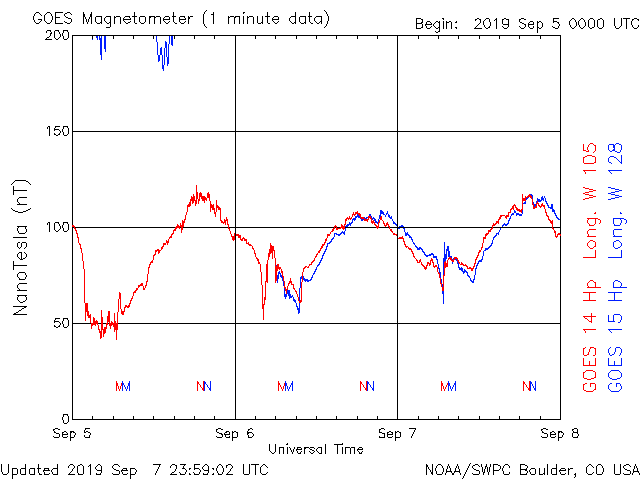 GOES Magnetometer (1 minute data)
Begin: 2019 Sep 5 0000 UTC
200
150
100
50
0
NanoTesla (nT)
M M N N M M N N M M N N
Sep 5 Sep 6 Sep 7 Sep 8
Universal Time
GOES 14 Hp Long. W 105
GOES 15 Hp Long. W 128
Updated 2019 Sep 7 23:59:02 UTC
NOAA/SWPC Boulder, CO USA